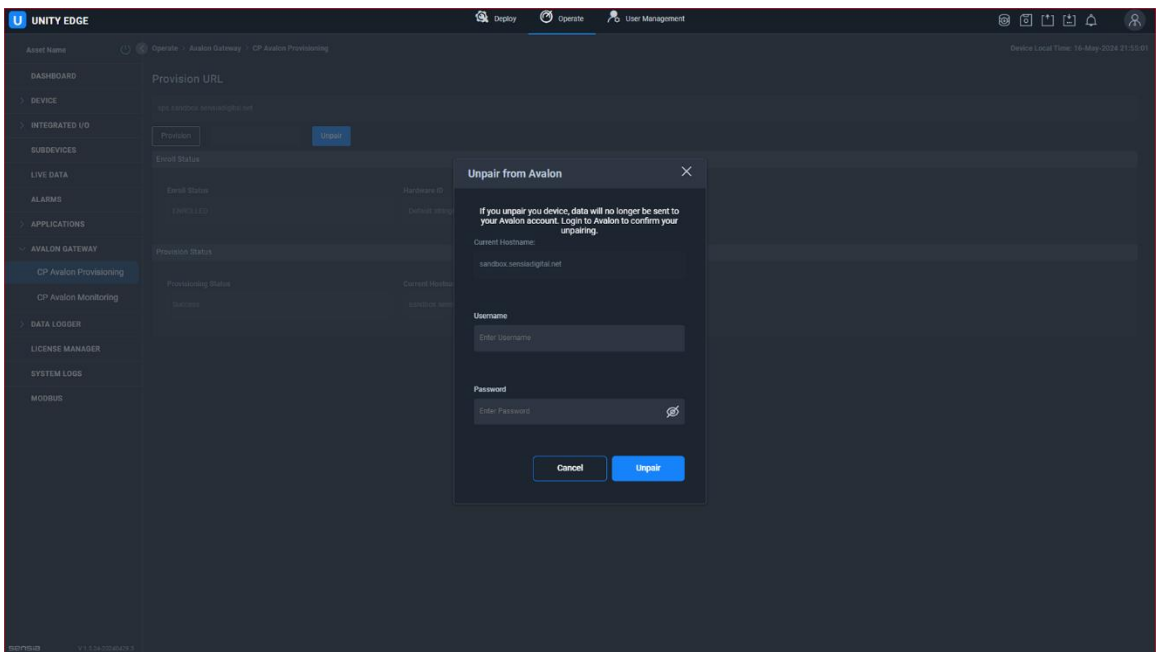 U UNITY EDGE
Deploy
Operate
User Management
Asset Name
Operate > Avalon Gateway > CP Avalon Provisioning
Device Local Time: 16-May-2024 21:53:01
DASHBOARD
DEVICE
INTEGRATED I/O
SUBDEVICES
LIVE DATA
ALARMS
APPLICATIONS
AVALON GATEWAY
CP Avalon Provisioning
CP Avalon Monitoring
DATA LOGGER
LICENSE MANAGER
SYSTEM LOGS
MODBUS
Provision URL
Provision
Unpair
Enroll Status
Enroll Status
Hardware ID
Provision Status
Provisioning Status
Current
Success
Unpair from Avalon
If you unpair you device, data will no longer be sent to
your Avalon account. Login to Avalon to confirm your
unpairing.
Current Hostname:
sandbox.sensiadigital.net
Username
Enter Username
Password
Enter Password
Cancel
Unpair
sensia